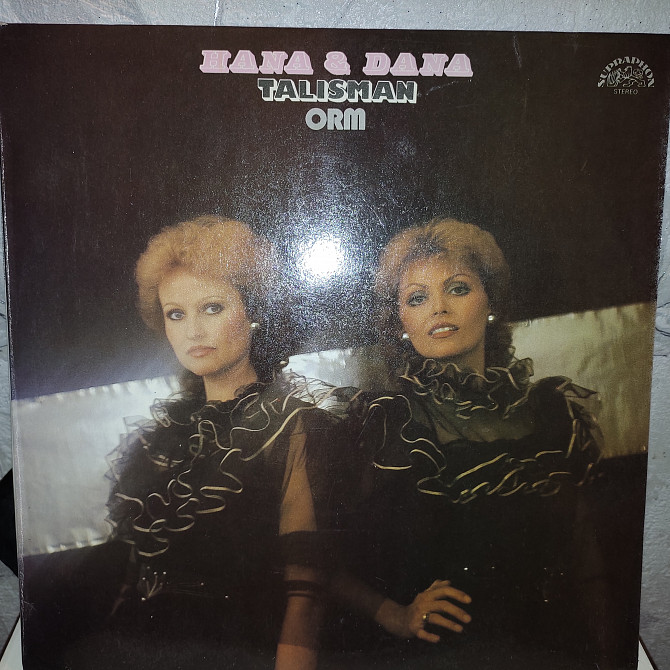 HANA & DANA
TALISMAN
ORM
SUPRAPHON
STEREO